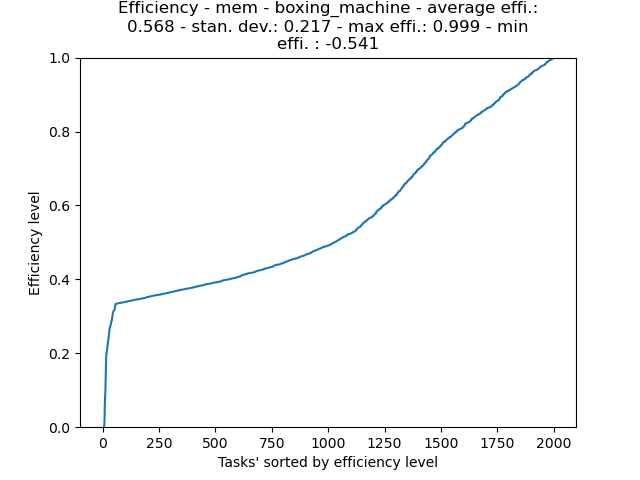 Efficiency - mem - boxing_machine - average effi.:
0.568 - stan. dev.: 0.217 - max effi.: 0.999 - min
effi. : -0.541
1.0
0.8
0.6
0.4
0.2
0.0
Efficiency level
0 250 500 750 1000 1250 1500 1750 2000
Tasks' sorted by efficiency level